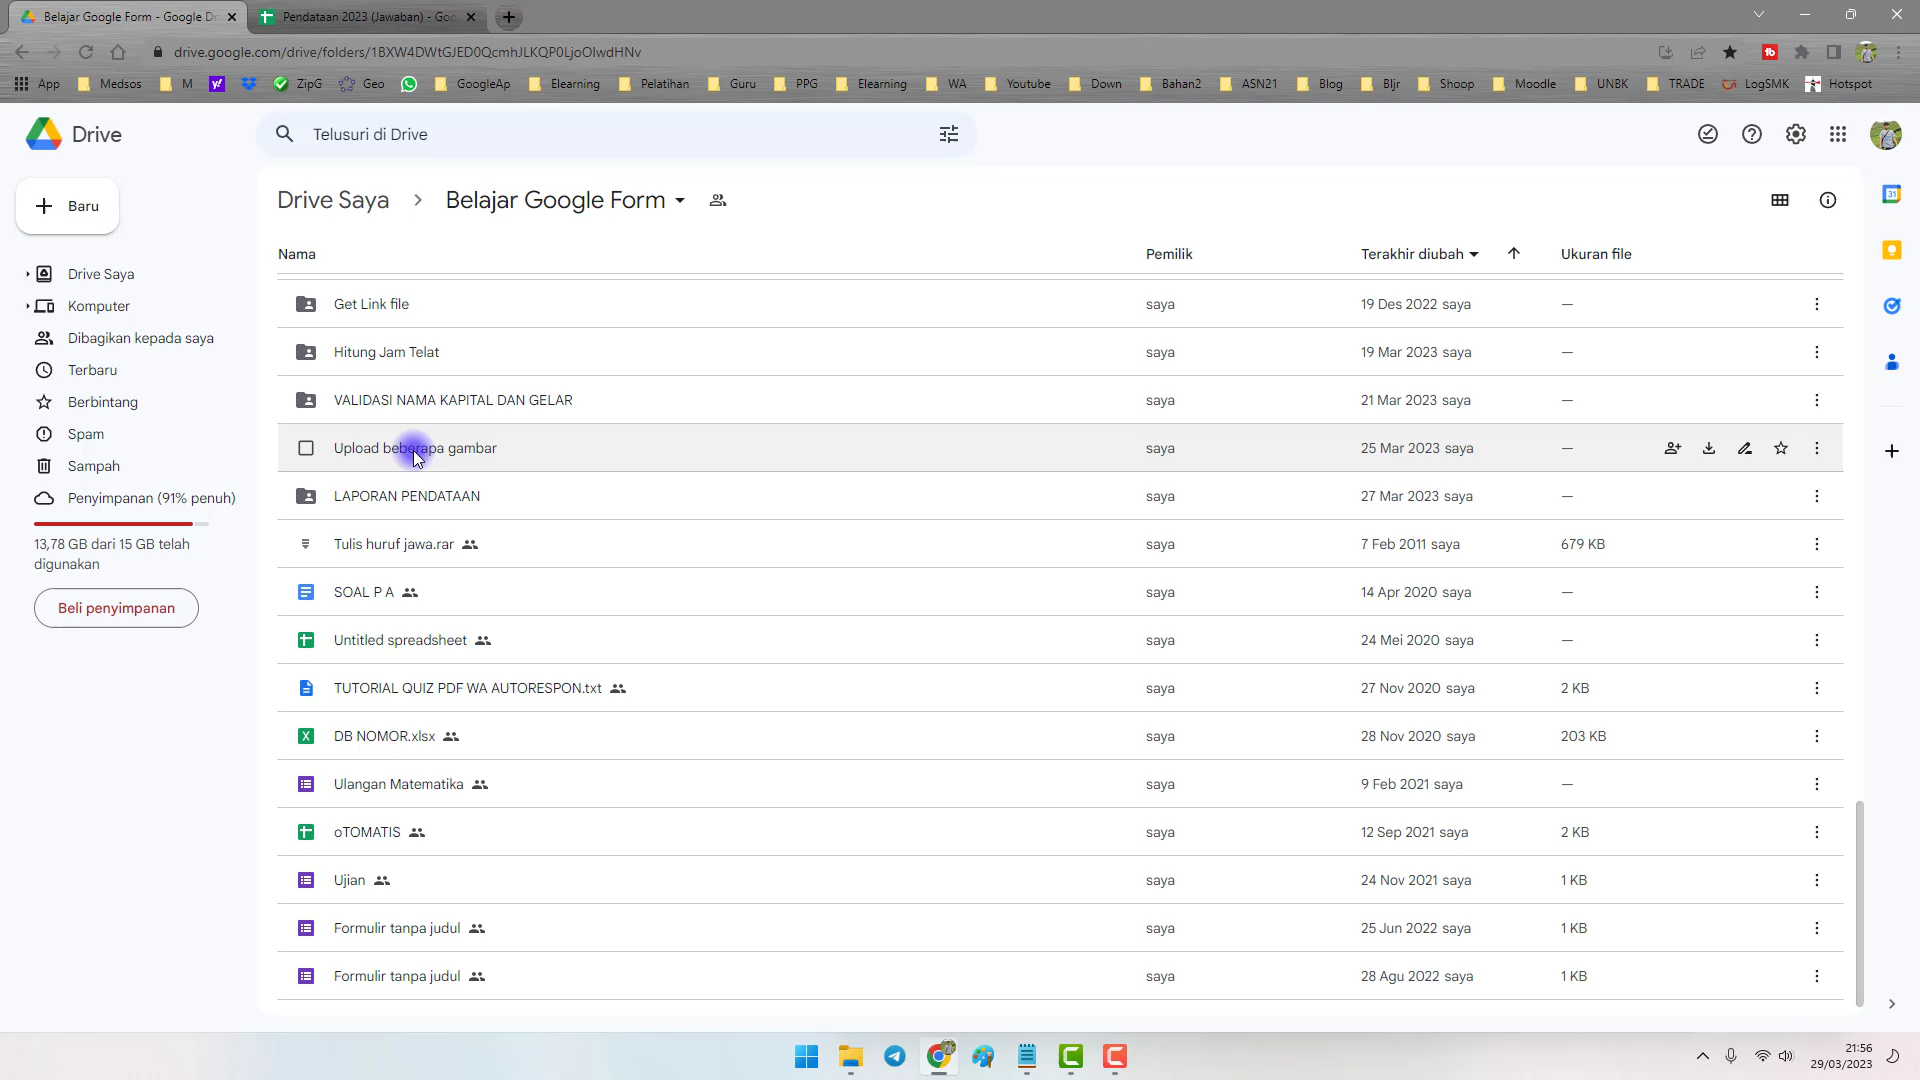 Belajar Google Form - Google Dr
Pendataan 2023 (Jawaban) - Goo
drive.google.com/drive/folders/1BXW4DWtGJED0QcmhJLKQP0LjoOlwdHNv
App Medsos M ZipG Geo GoogleAp Elearning Pelatihan Guru PPG Elearning WA Youtube Down Bahan2 ASN21 Blog Bljr Shoop Moodle UNBK TRADE LogSMK Hotspot
Drive
Telusuri di Drive
Baru
Drive Saya
Komputer
Dibagikan kepada saya
Terbaru
Berbintang
Spam
Sampah
Penyimpanan (91% penuh)
13,78 GB dari 15 GB telah
digunakan
Beli penyimpanan
Drive Saya Belajar Google Form
Nama Pemilik Terakhir diubah Ukuran file
Get Link file saya 19 Des 2022 saya —
Hitung Jam Telat saya 19 Mar 2023 saya —
VALIDASI NAMA KAPITAL DAN GELAR saya 21 Mar 2023 saya —
Upload beberapa gambar saya 25 Mar 2023 saya —
LAPORAN PENDATAAN saya 27 Mar 2023 saya —
Tulis huruf jawa.rar saya 7 Feb 2011 saya 679 KB
SOAL P A saya 14 Apr 2020 saya —
Untitled spreadsheet saya 24 Mei 2020 saya —
TUTORIAL QUIZ PDF WA AUTORESPON.txt saya 27 Nov 2020 saya 2 KB
DB NOMOR.xlsx saya 28 Nov 2020 saya 203 KB
Ulangan Matematika saya 9 Feb 2021 saya —
oTOMATIS saya 12 Sep 2021 saya 2 KB
Ujian saya 24 Nov 2021 saya 1 KB
Formulir tanpa judul saya 25 Jun 2022 saya 1 KB
Formulir tanpa judul saya 28 Agu 2022 saya 1 KB
21:56
29/03/2023